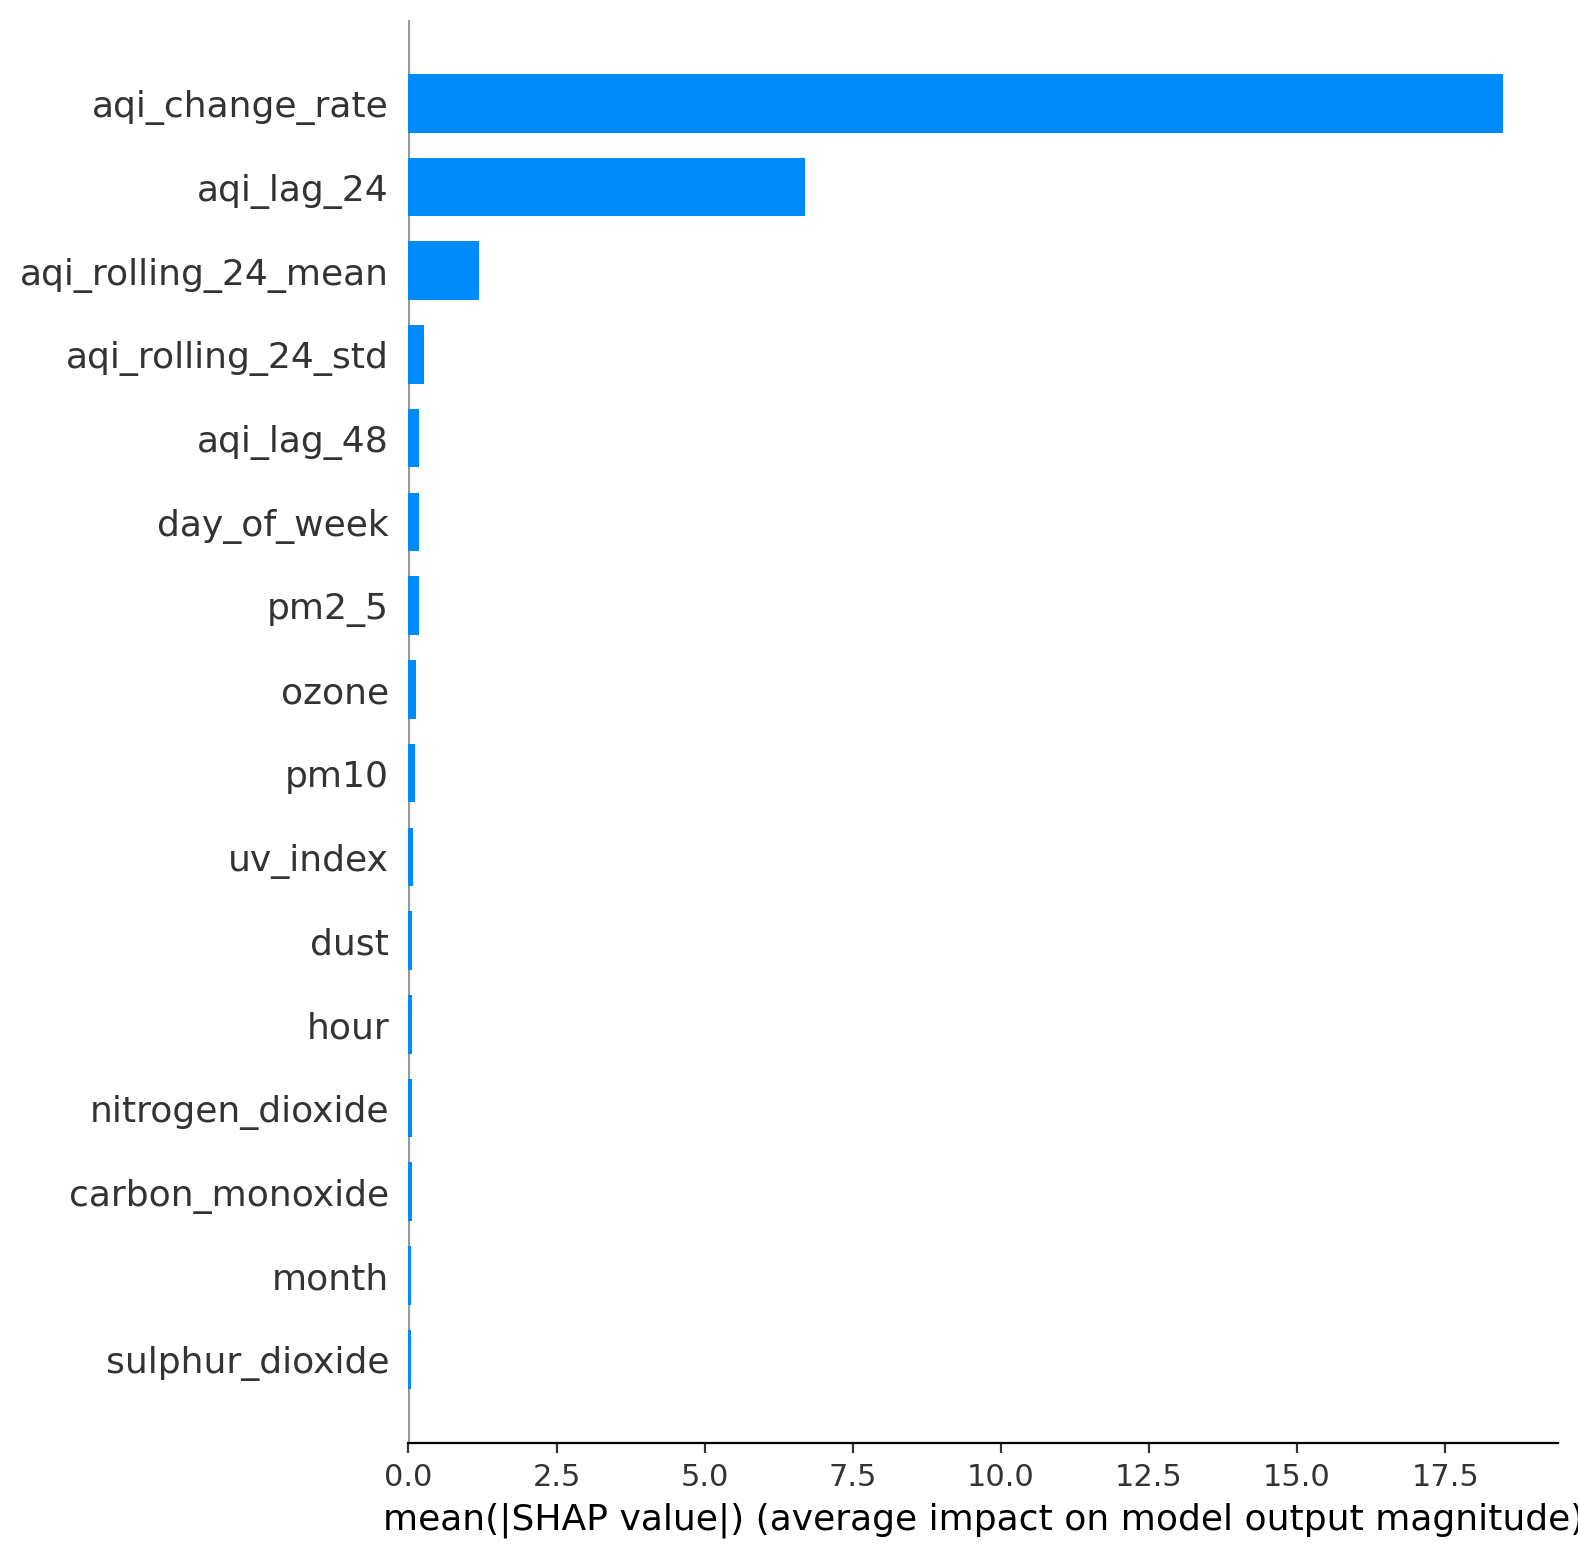 aqi_change_rate
aqi_lag_24
aqi_rolling_24_mean
aqi_rolling_24_std
aqi_lag_48
day_of_week
pm2_5
ozone
pm10
uv_index
dust
hour
nitrogen_dioxide
carbon_monoxide
month
sulphur_dioxide
0.0 2.5 5.0 7.5 10.0 12.5 15.0 17.5
mean(|SHAP value|) (average impact on model output magnitude)